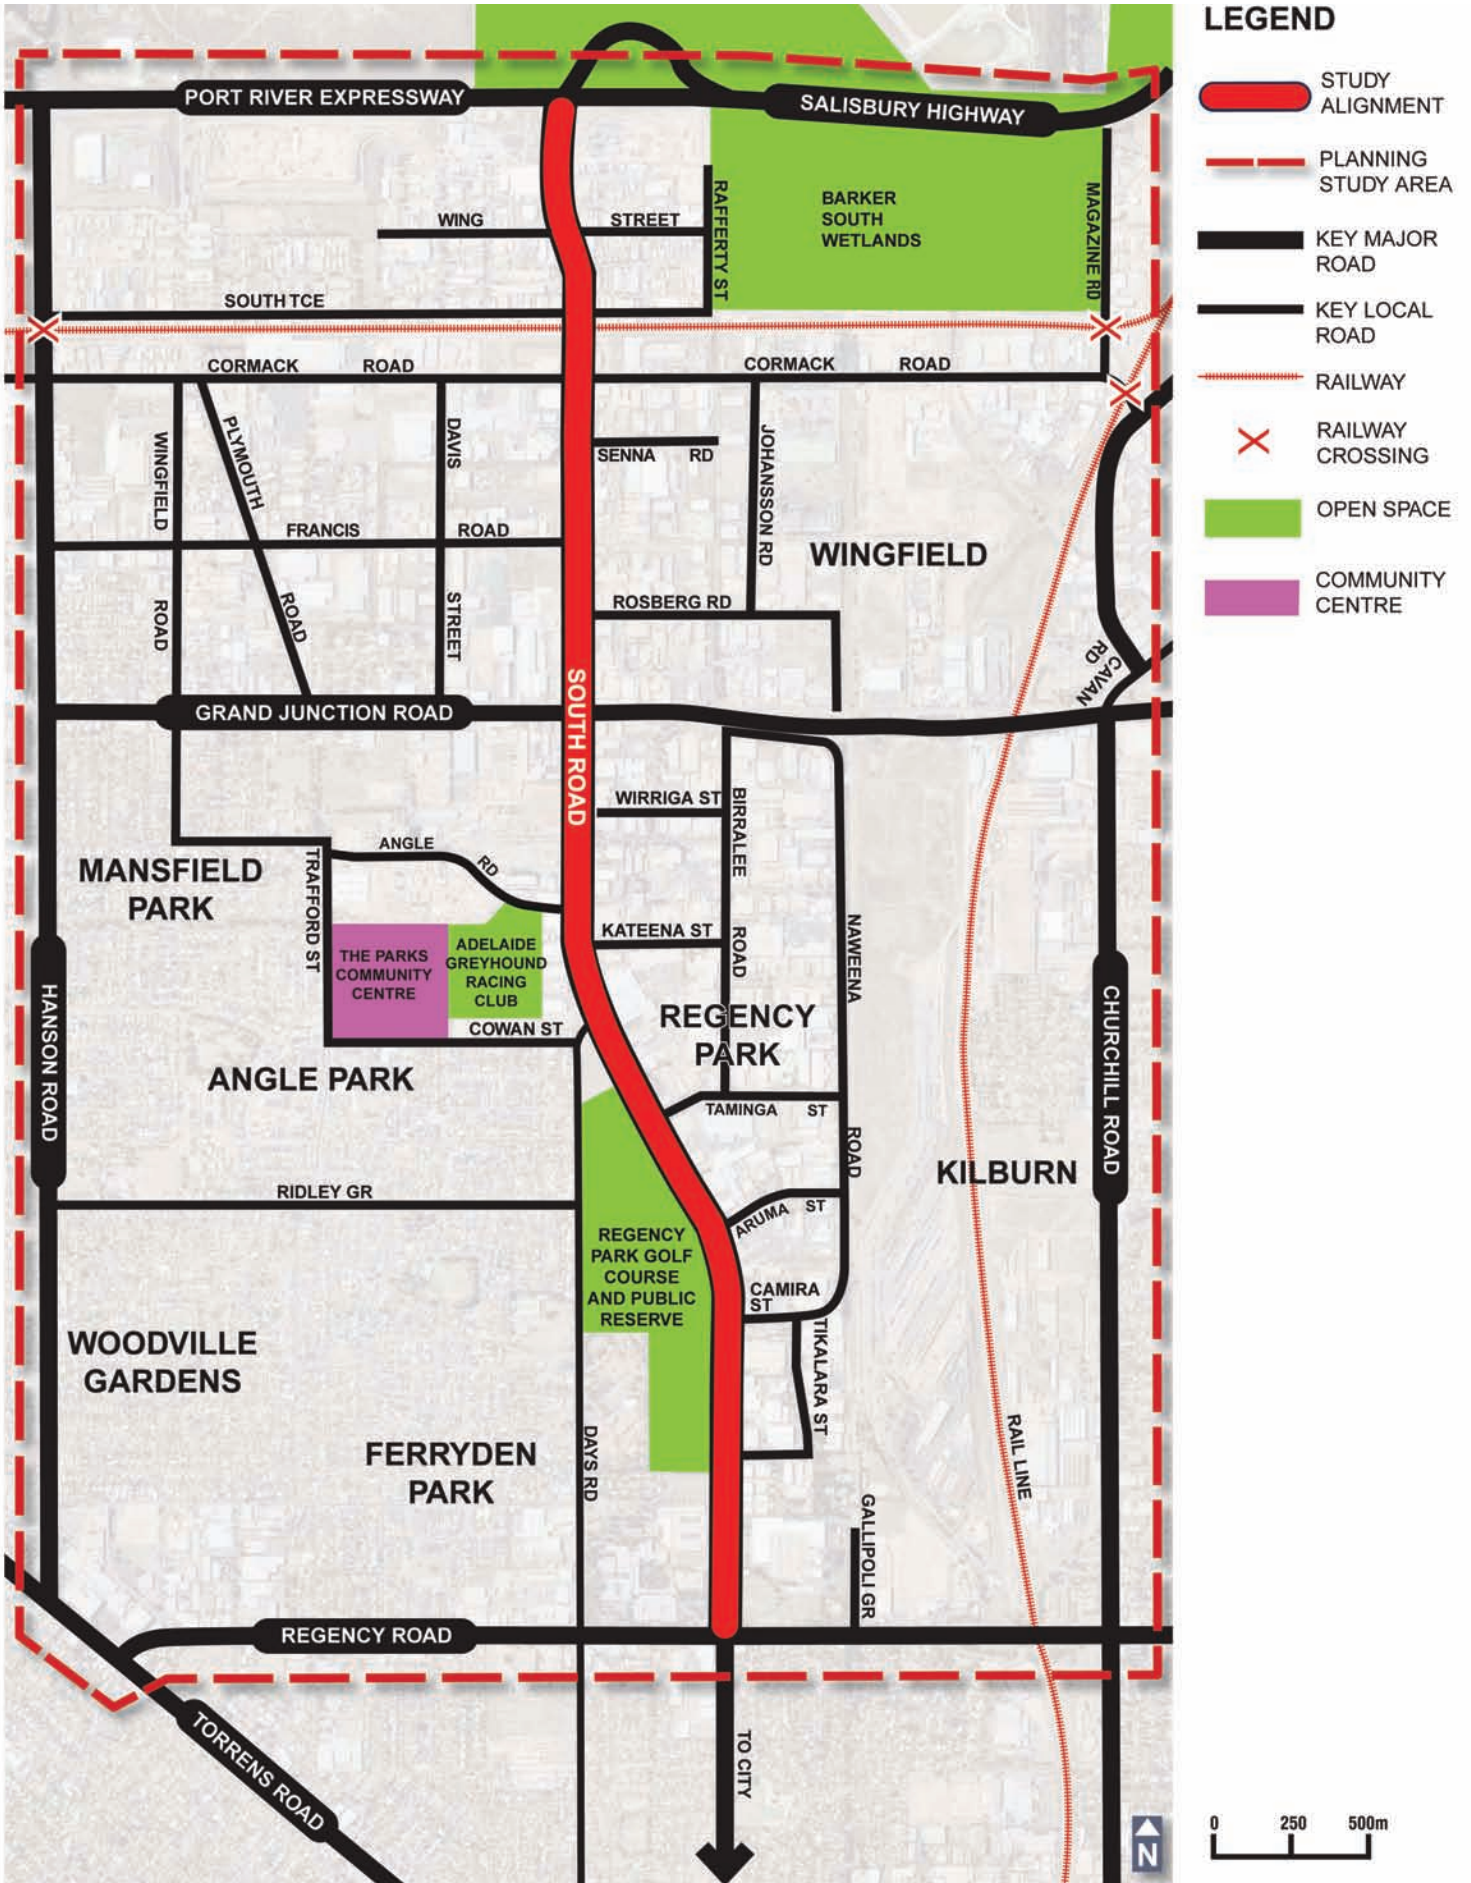 LEGEND
STUDY
ALIGNMENT
PLANNING
STUDY AREA
KEY MAJOR
ROAD
KEY LOCAL
ROAD
RAILWAY
RAILWAY
CROSSING
OPEN SPACE
COMMUNITY
CENTRE
PORT RIVER EXPRESSWAY
SALISBURY HIGHWAY
WING STREET
RAFFERTY ST
BARKER
SOUTH
WETLANDS
MAGAZINE RD
SOUTH TCE
CORMACK ROAD
CORMACK ROAD
WINGFIELD ROAD
PLYMOUTH ROAD
DAVIS STREET
SENNA RD
JOHANSSON RD
FRANCIS ROAD
WINGFIELD
ROSBERG RD
CAVAN
RD
SOUTH ROAD
GRAND JUNCTION ROAD
WIRRIGA ST
BIRRALEE ROAD
ANGLE RD
MANSFIELD
PARK
TRAFFORD ST
NAWEENA ROAD
KATEENA ST
THE PARKS
COMMUNITY
CENTRE
ADELAIDE
GREYHOUND
RACING
CLUB
HANSON ROAD
CHURCHILL ROAD
REGENCY
PARK
COWAN ST
ANGLE PARK
TAMINGA ST
KILBURN
RIDLEY GR
ARUMA ST
REGENCY
PARK GOLF
COURSE
AND PUBLIC
RESERVE
CAMIRA
ST
TIKALARA ST
WOODVILLE
GARDENS
FERRYDEN
PARK
DAYS RD
RAIL LINE
GALLIPOLI GR
REGENCY ROAD
TORRENS ROAD
TO CITY
N
0 250 500m